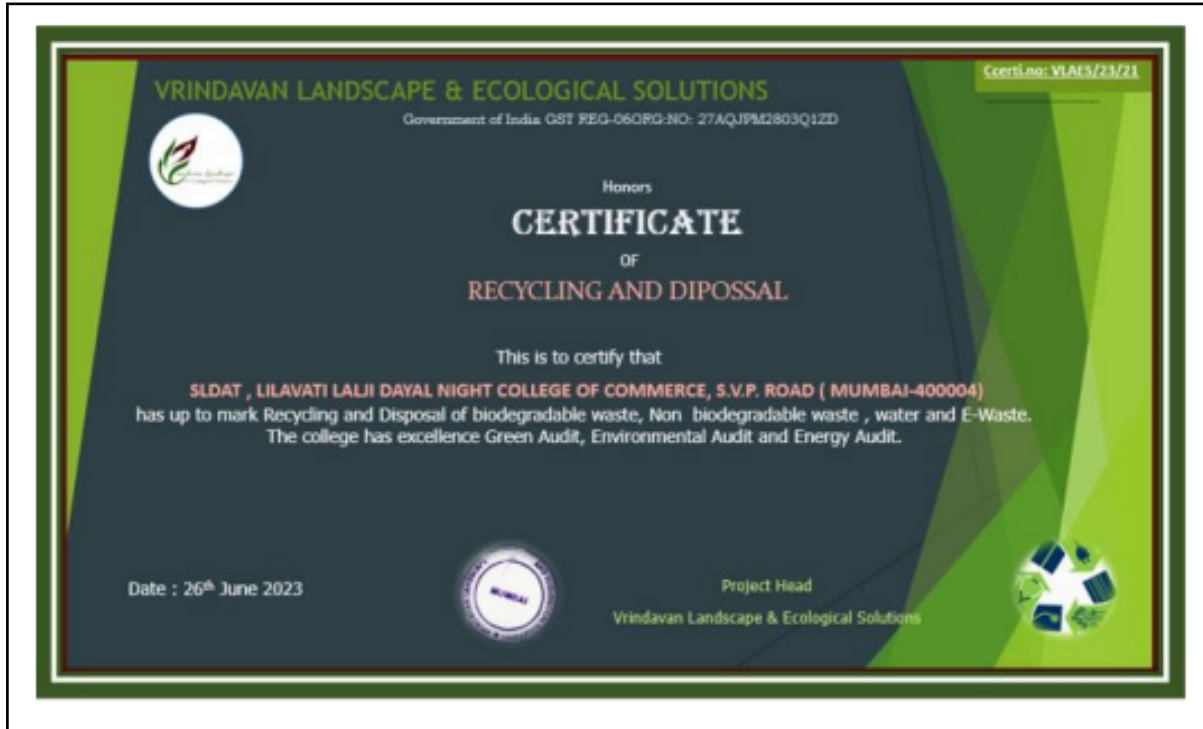 Ccerti.no: VLAES/23/21
VRINDAVAN LANDSCAPE & ECOLOGICAL SOLUTIONS
Government of India GST REG-06ORG:NO: 27AQJPM2803Q1ZD
Honors
CERTIFICATE
OF
RECYCLING AND DIPOSSAL
This is to certify that
SLDAT , LILAVATI LALJI DAYAL NIGHT COLLEGE OF COMMERCE, S.V.P. ROAD ( MUMBAI-400004)
has up to mark Recycling and Disposal of biodegradable waste, Non biodegradable waste , water and E-Waste.
The college has excellence Green Audit, Environmental Audit and Energy Audit.
Date : 26th June 2023
MUMBAI
Project Head
Vrindavan Landscape & Ecological Solutions